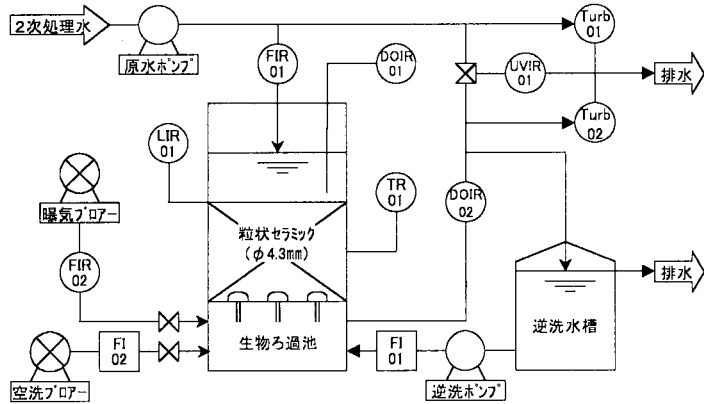 2次処理水
原水ポンプ
FIR
01
DOIR
01
Turb
01
UVIR
01
排水
Turb
02
LIR
01
TR
01
DOIR
02
曝気ブロアー
粒状セラミック
(φ4.3mm)
FIR
02
排水
生物ろ過池
逆洗水槽
FI
02
FI
01
空洗ブロアー
逆洗ポンプ